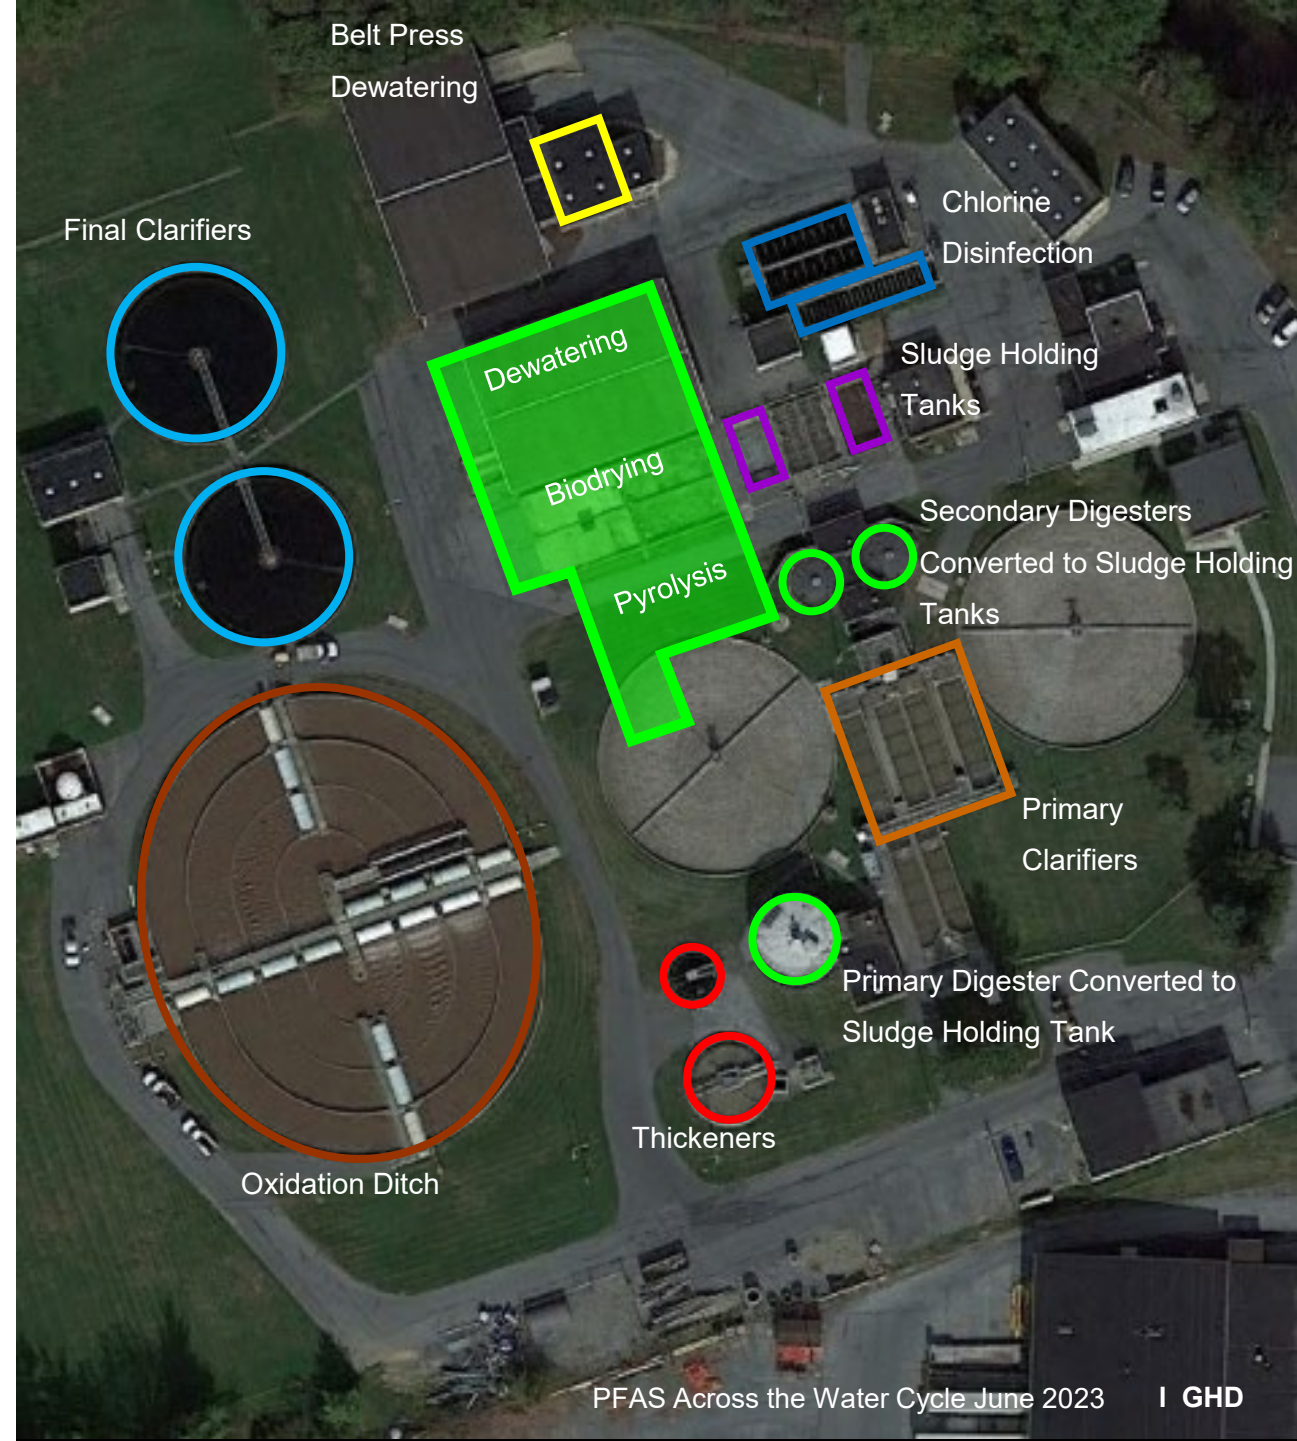 Belt Press
Dewatering
Final Clarifiers
Chlorine
Disinfection
Dewatering
Sludge Holding
Tanks
Biodrying
Secondary Digesters
Converted to Sludge Holding
Tanks
Pyrolysis
Primary
Clarifiers
Primary Digester Converted to
Sludge Holding Tank
Thickeners
Oxidation Ditch
PFAS Across the Water Cycle June 2023 I GHD